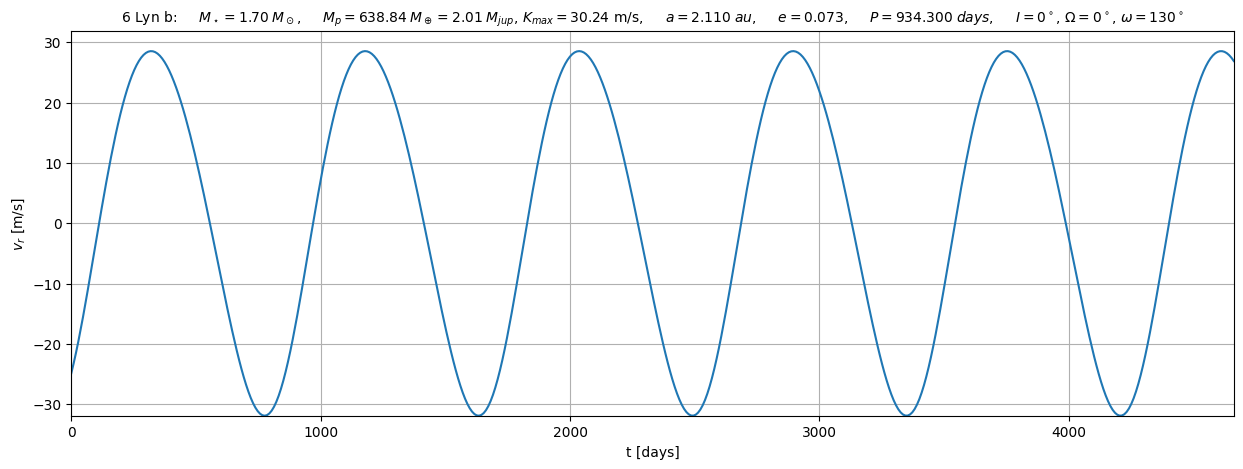 6 Lyn b: M⋆ = 1.70 M⊙, Mp = 638.84 M⊕ = 2.01 Mjup, Kmax = 30.24 m/s, a = 2.110 au, e = 0.073, P = 934.300 days, I = 0°, Ω = 0°, ω = 130°
30
20
10
0
−10
−20
−30
vr [m/s]
0 1000 2000 3000 4000
t [days]